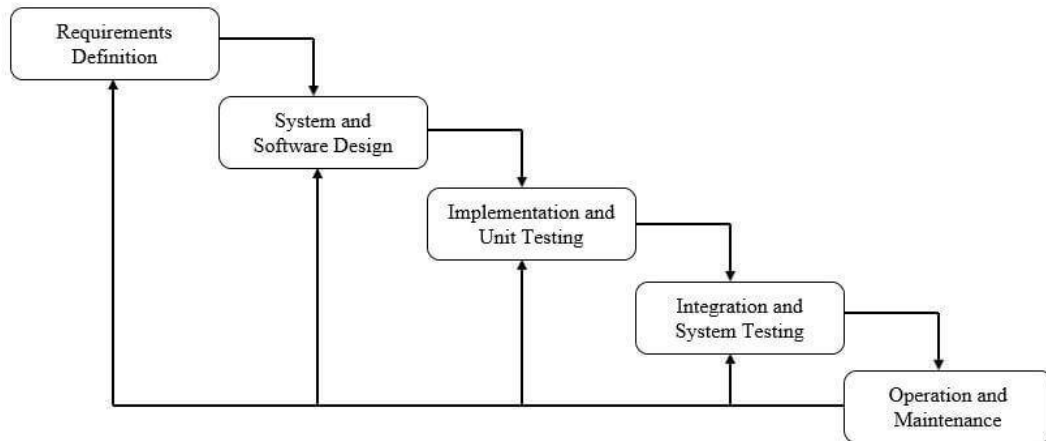 Requirements
Definition
System and
Software Design
Implementation and
Unit Testing
Integration and
System Testing
Operation and
Maintenance